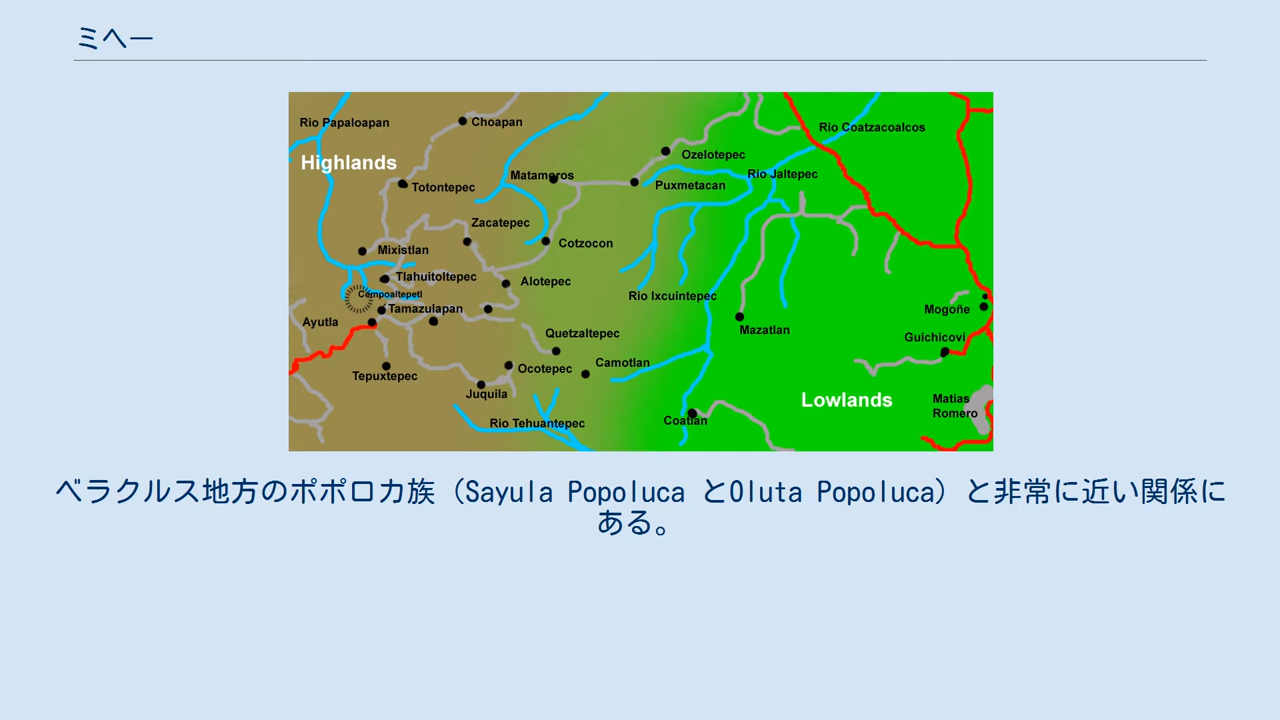 ミヘー
Rio Papaloapan
Choapan
Rio Coatzacoalcos
Highlands
Ozelotepec
Matamoros
Rio Jaltepec
Totontepec
Puxmetacan
Zacatepec
Cotzocon
Mixistlan
Tlahuitoltepec
Alotepec
Cempoaltepetl
Rio Ixcuintepec
Tamazulapan
Mogoñe
Ayutla
Mazatlan
Quetzaltepec
Guichicovi
Camotlan
Ocotepec
Tepuxtepec
Juquila
Lowlands
Matias
Romero
Coatlan
Rio Tehuantepec
ベラクルス地方のポポロカ族（Sayula Popoluca とOluta Popoluca）と非常に近い関係に
ある。